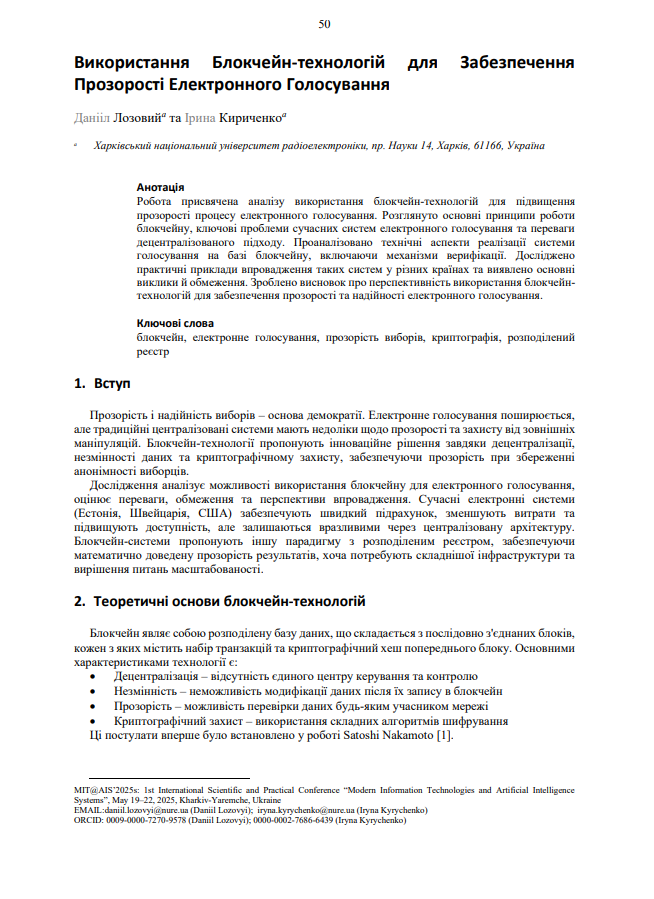 50
Використання Блокчейн-технологій для Забезпечення
Прозорості Електронного Голосування
Данііл Лозовийᵃ та Ірина Кириченкоᵃ
ᵃ Харківський національний університет радіоелектроніки, пр. Науки 14, Харків, 61166, Україна
Анотація
Робота присвячена аналізу використання блокчейн-технологій для підвищення
прозорості процесу електронного голосування. Розглянуто основні принципи роботи
блокчейну, ключові проблеми сучасних систем електронного голосування та переваги
децентралізованого підходу. Проаналізовано технічні аспекти реалізації системи
голосування на базі блокчейну, включаючи механізми верифікації. Досліджено
практичні приклади впровадження таких систем у різних країнах та виявлено основні
виклики й обмеження. Зроблено висновок про перспективність використання блокчейн-
технологій для забезпечення прозорості та надійності електронного голосування.
Ключові слова
блокчейн, електронне голосування, прозорість виборів, криптографія, розподілений
реєстр
1. Вступ
Прозорість і надійність виборів – основа демократії. Електронне голосування поширюється,
але традиційні централізовані системи мають недоліки щодо прозорості та захисту від зовнішніх
маніпуляцій. Блокчейн-технології пропонують інноваційне рішення завдяки децентралізації,
незмінності даних та криптографічному захисту, забезпечуючи прозорість при збереженні
анонімності виборців.
Дослідження аналізує можливості використання блокчейну для електронного голосування,
оцінює переваги, обмеження та перспективи впровадження. Сучасні електронні системи
(Естонія, Швейцарія, США) забезпечують швидкий підрахунок, зменшують витрати та
підвищують доступність, але залишаються вразливими через централізовану архітектуру.
Блокчейн-системи пропонують іншу парадигму з розподіленим реєстром, забезпечуючи
математично доведену прозорість результатів, хоча потребують складнішої інфраструктури та
вирішення питань масштабованості.
2. Теоретичні основи блокчейн-технологій
Блокчейн являє собою розподілену базу даних, що складається з послідовно з'єднаних блоків,
кожен з яких містить набір транзакцій та криптографічний хеш попереднього блоку. Основними
характеристиками технології є:
• Децентралізація – відсутність єдиного центру керування та контролю
• Незмінність – неможливість модифікації даних після їх запису в блокчейн
• Прозорість – можливість перевірки даних будь-яким учасником мережі
• Криптографічний захист – використання складних алгоритмів шифрування
Ці постулати вперше було встановлено у роботі Satoshi Nakamoto [1].
MIT@AIS'2025s: 1st International Scientific and Practical Conference “Modern Information Technologies and Artificial Intelligence
Systems”, May 19–22, 2025, Kharkiv-Yaremche, Ukraine
EMAIL:daniil.lozovyi@nure.ua (Daniil Lozovyi); iryna.kyrychenko@nure.ua (Iryna Kyrychenko)
ORCID: 0009-0000-7270-9578 (Daniil Lozovyi); 0000-0002-7686-6439 (Iryna Kyrychenko)